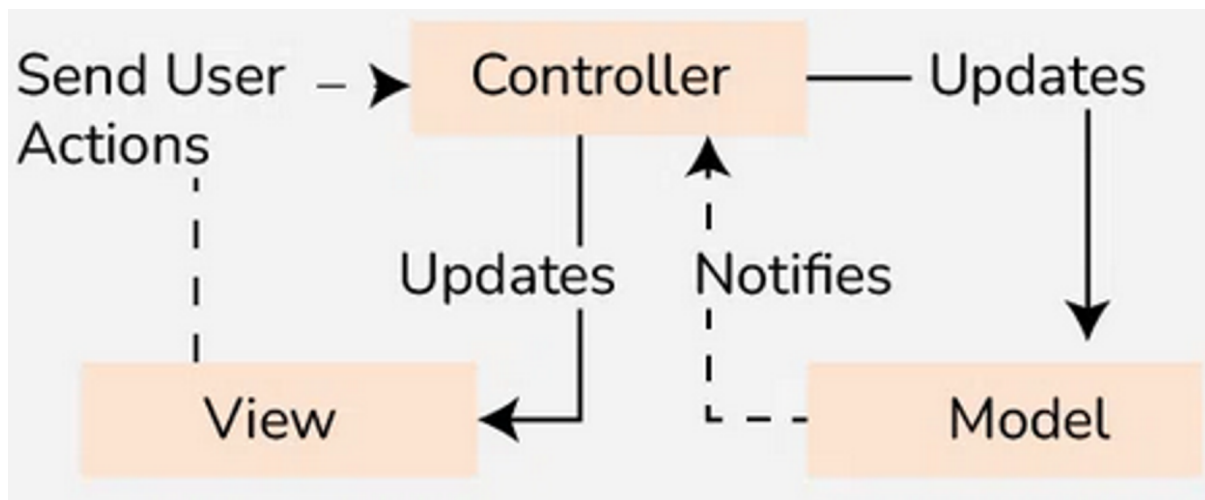 Send User
Actions
Controller
Updates
Updates
Notifies
View
Model